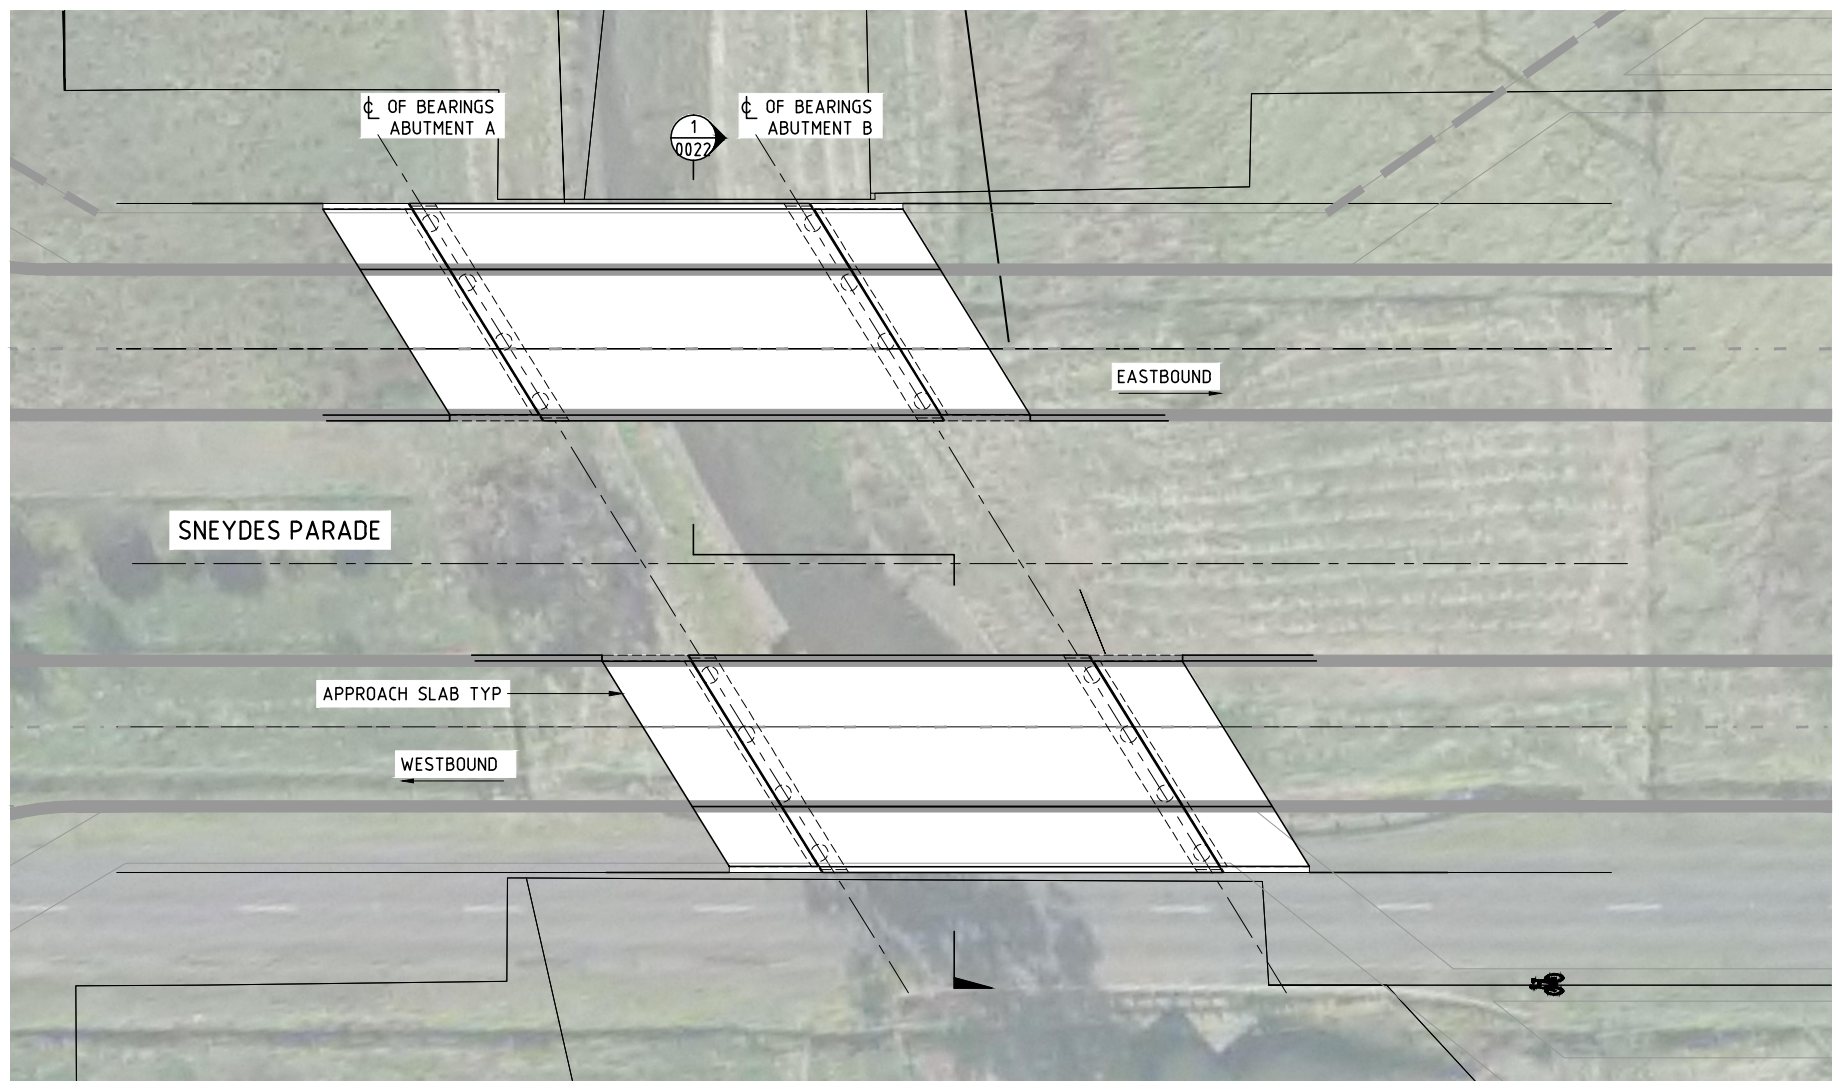 ℄ OF BEARINGS
ABUTMENT A
1
0022
℄ OF BEARINGS
ABUTMENT B
EASTBOUND
SNEYDES PARADE
APPROACH SLAB TYP
WESTBOUND